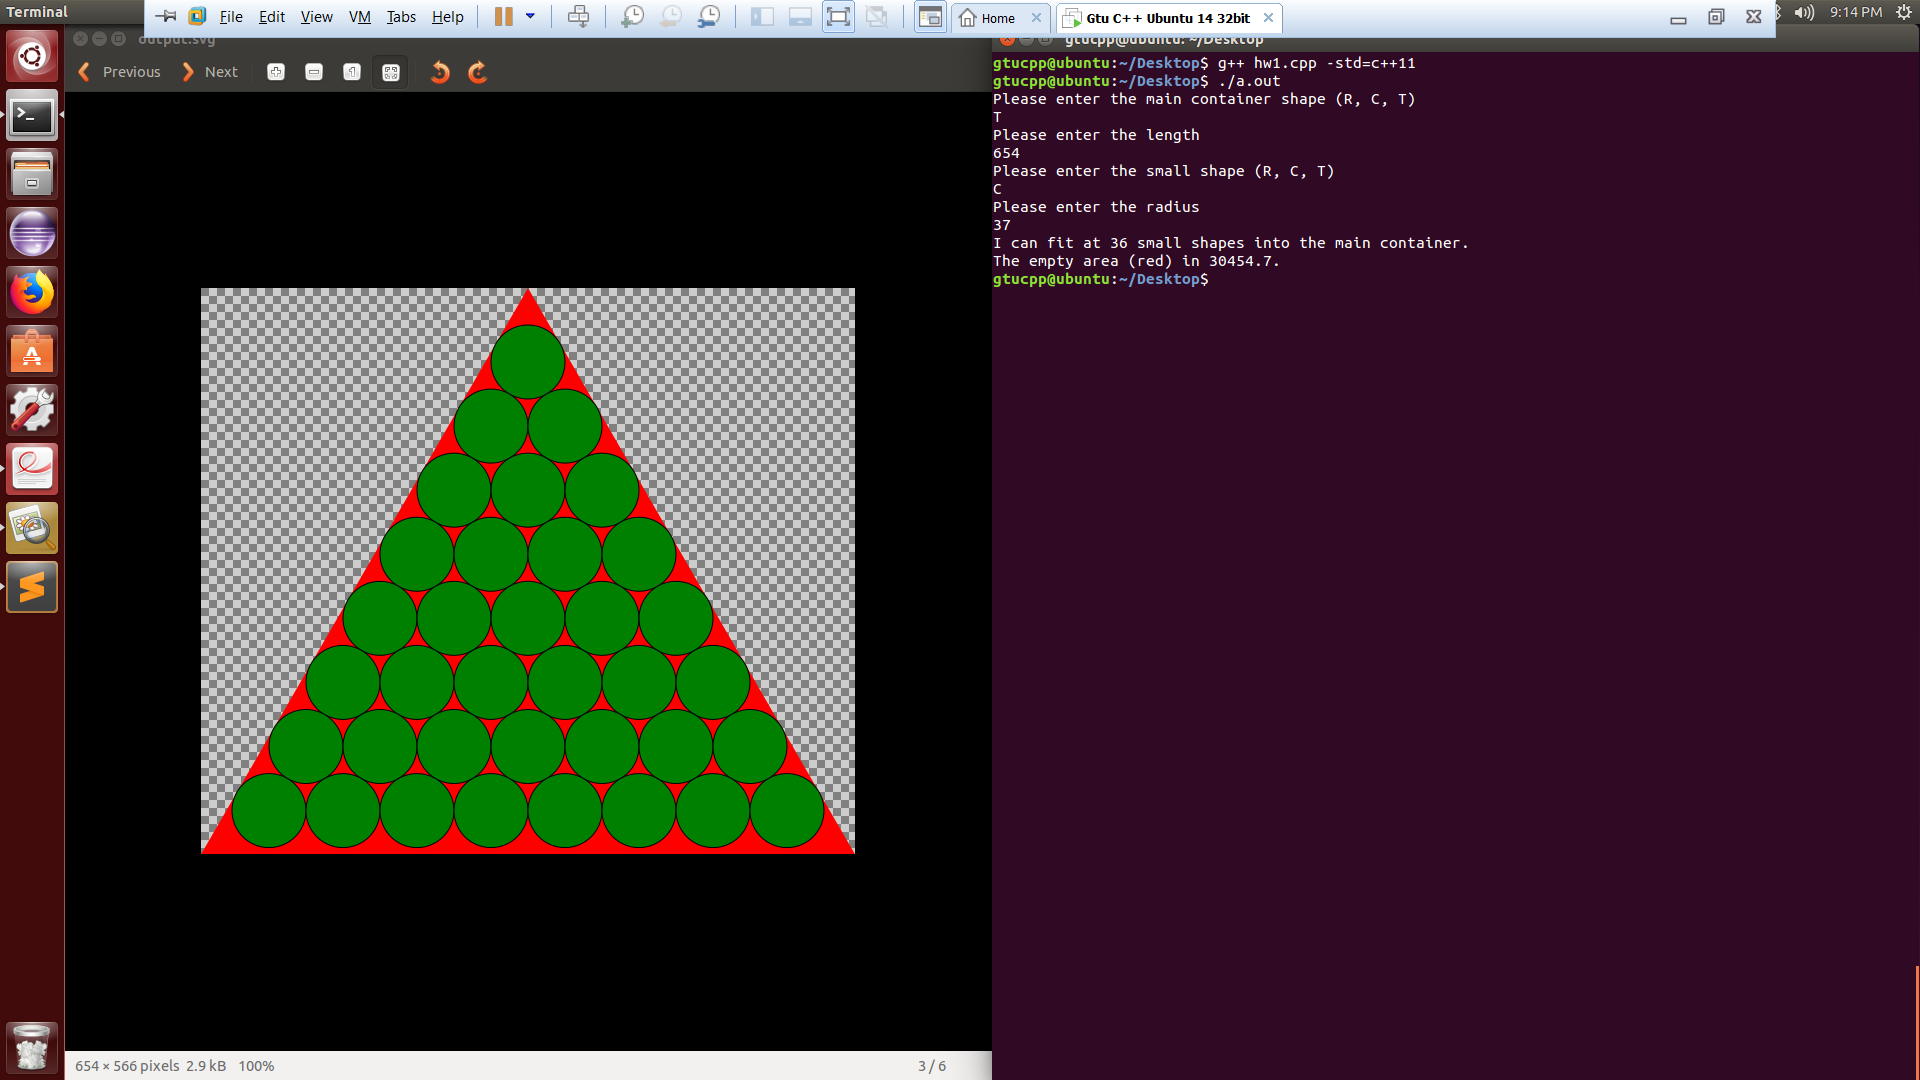 Terminal
File Edit View VM Tabs Help
Home
Gtu C++ Ubuntu 14 32bit
9:14 PM
output.svg
Previous
Next
654 × 566 pixels 2.9 kB 100%
3 / 6
gtucpp@ubuntu: ~/Desktop
gtucpp@ubuntu:~/Desktop$ g++ hw1.cpp -std=c++11
gtucpp@ubuntu:~/Desktop$ ./a.out
Please enter the main container shape (R, C, T)
T
Please enter the length
654
Please enter the small shape (R, C, T)
C
Please enter the radius
37
I can fit at 36 small shapes into the main container.
The empty area (red) in 30454.7.
gtucpp@ubuntu:~/Desktop$